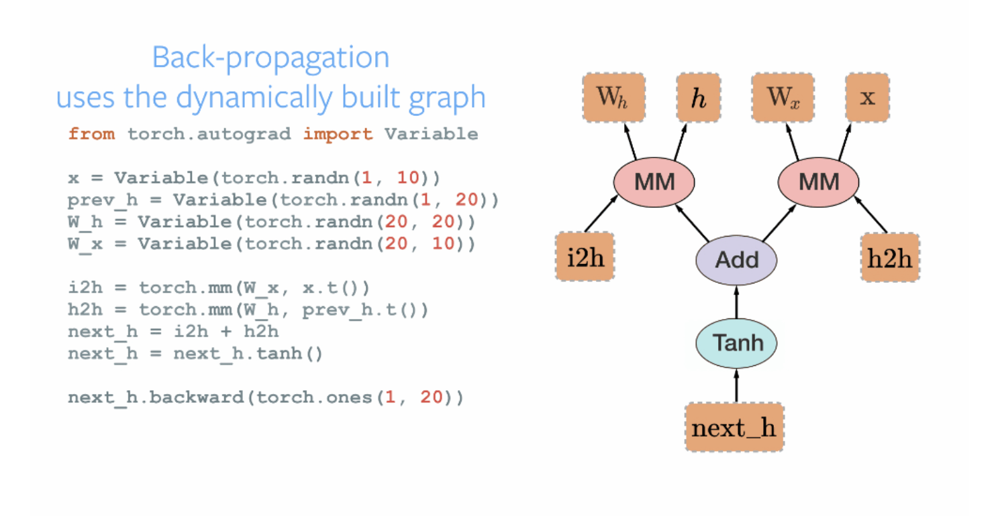 Back-propagation
uses the dynamically built graph
from torch.autograd import Variable
x = Variable(torch.randn(1, 10))
prev_h = Variable(torch.randn(1, 20))
W_h = Variable(torch.randn(20, 20))
W_x = Variable(torch.randn(20, 10))
i2h = torch.mm(W_x, x.t())
h2h = torch.mm(W_h, prev_h.t())
next_h = i2h + h2h
next_h = next_h.tanh()
next_h.backward(torch.ones(1, 20))
W_h h W_x x
MM MM
i2h Add h2h
Tanh
next_h